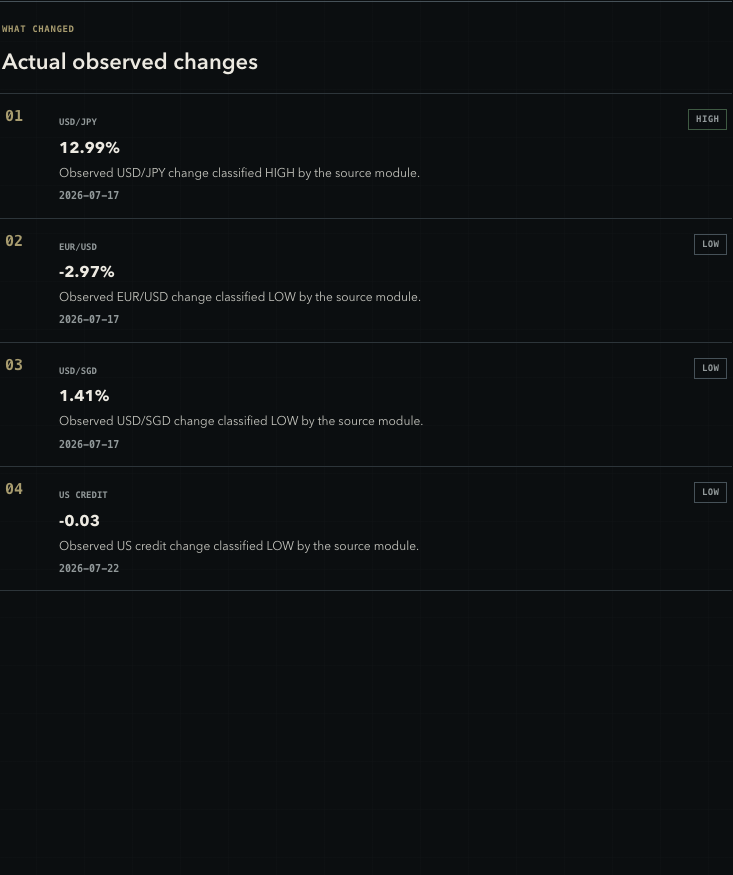 WHAT CHANGED
Actual observed changes
01
USD/JPY
HIGH
12.99%
Observed USD/JPY change classified HIGH by the source module.
2026-07-17
02
EUR/USD
LOW
-2.97%
Observed EUR/USD change classified LOW by the source module.
2026-07-17
03
USD/SGD
LOW
1.41%
Observed USD/SGD change classified LOW by the source module.
2026-07-17
04
US CREDIT
LOW
-0.03
Observed US credit change classified LOW by the source module.
2026-07-22